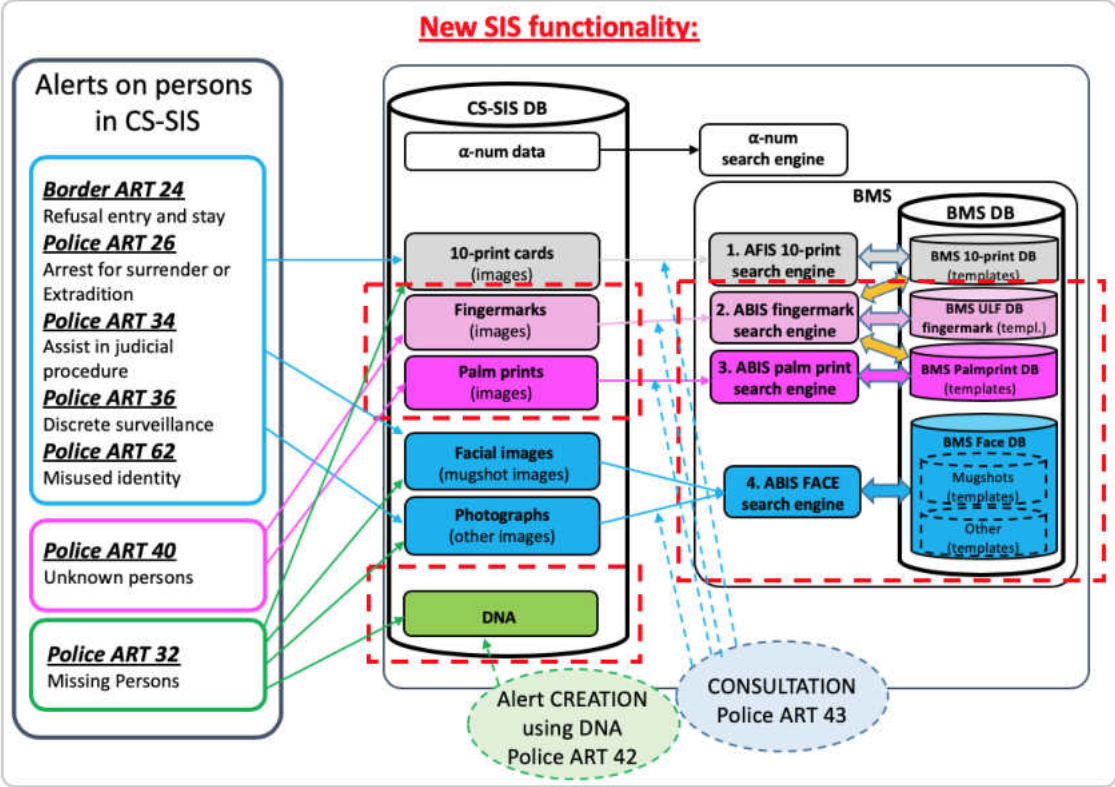 New SIS functionality:
Alerts on persons
in CS-SIS
Border ART 24
Refusal entry and stay
Police ART 26
Arrest for surrender or
Extradition
Police ART 34
Assist in judicial
procedure
Police ART 36
Discrete surveillance
Police ART 62
Misused identity
Police ART 40
Unknown persons
Police ART 32
Missing Persons
CS-SIS DB
α-num data
10-print cards
(images)
Fingermarks
(images)
Palm prints
(images)
Facial images
(mugshot images)
Photographs
(other images)
DNA
α-num
search engine
BMS
1. AFIS 10-print
search engine
2. ABIS fingermark
search engine
3. ABIS palm print
search engine
4. ABIS FACE
search engine
BMS DB
BMS 10-print DB
(templates)
BMS ULF DB
fingermark (templ.)
BMS Palmprint DB
(templates)
BMS Face DB
Mugshots
(templates)
Other
(templates)
Alert CREATION
using DNA
Police ART 42
CONSULTATION
Police ART 43